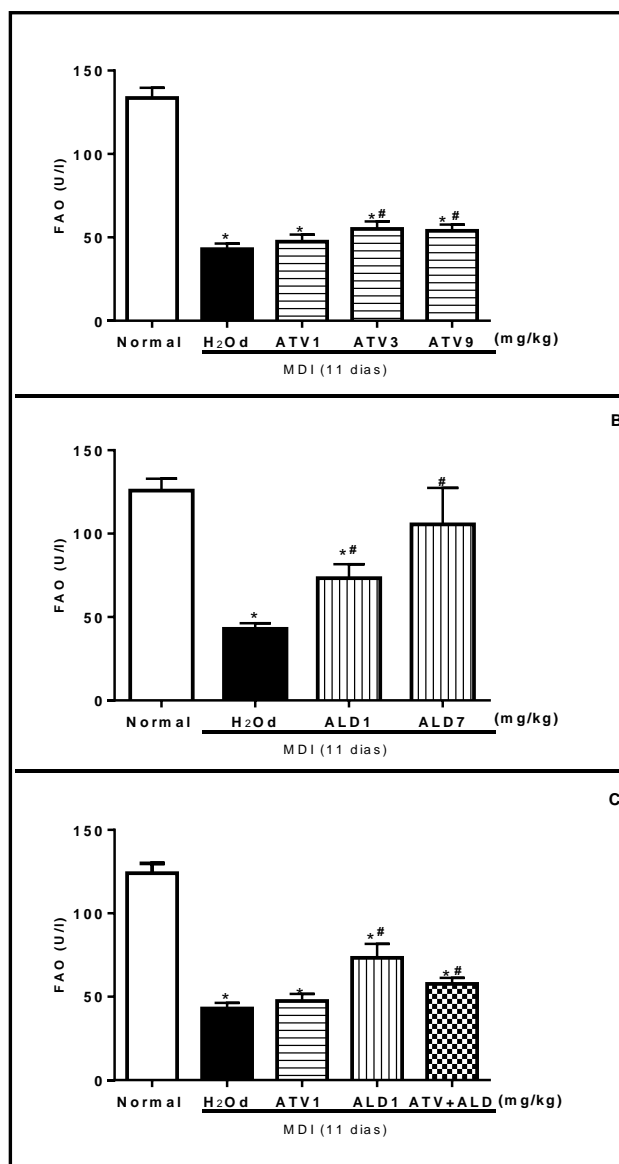 150
100
50
0
FAO (U/l)
*
*
*#
*#
Normal H₂Od ATV1 ATV3 ATV9 (mg/kg)
MDI (11 dias)
B
150
100
50
0
FAO (U/l)
*
*#
#
Normal H₂Od ALD1 ALD7 (mg/kg)
MDI (11 dias)
C
150
100
50
0
FAO (U/l)
*
*
*#
*#
Normal H₂Od ATV1 ALD1 ATV+ALD (mg/kg)
MDI (11 dias)